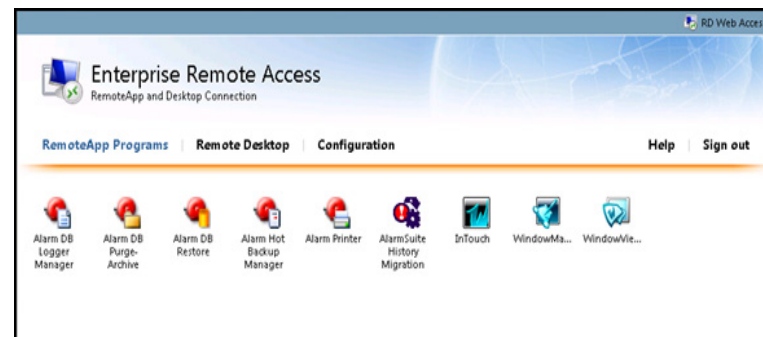 RD Web Acces
Enterprise Remote Access
RemoteApp and Desktop Connection
RemoteApp Programs | Remote Desktop | Configuration Help | Sign out
Alarm DB Logger Manager
Alarm DB Purge-Archive
Alarm DB Restore
Alarm Hot Backup Manager
Alarm Printer
AlarmSuite History Migration
InTouch
WindowMa...
WindowVie...